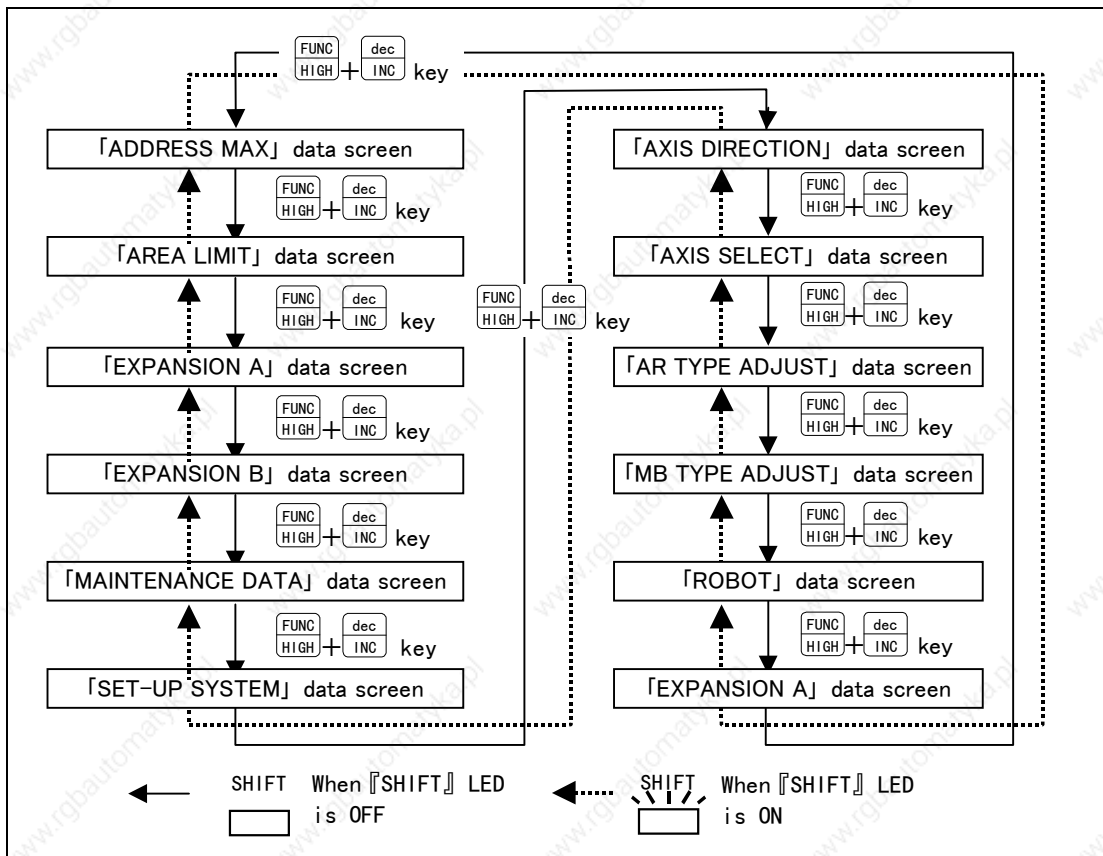 FUNC
HIGH + dec
INC key
「ADDRESS MAX」 data screen
FUNC
HIGH + dec
INC key
「AREA LIMIT」 data screen
FUNC
HIGH + dec
INC key
「EXPANSION A」 data screen
FUNC
HIGH + dec
INC key
「EXPANSION B」 data screen
FUNC
HIGH + dec
INC key
「MAINTENANCE DATA」 data screen
FUNC
HIGH + dec
INC key
「SET-UP SYSTEM」 data screen
FUNC
HIGH + dec
INC key
「AXIS DIRECTION」 data screen
FUNC
HIGH + dec
INC key
「AXIS SELECT」 data screen
FUNC
HIGH + dec
INC key
「AR TYPE ADJUST」 data screen
FUNC
HIGH + dec
INC key
「MB TYPE ADJUST」 data screen
FUNC
HIGH + dec
INC key
「ROBOT」 data screen
FUNC
HIGH + dec
INC key
「EXPANSION A」 data screen
SHIFT When『SHIFT』LED
is OFF
SHIFT When『SHIFT』LED
is ON
www.rgbautomatyka.pl